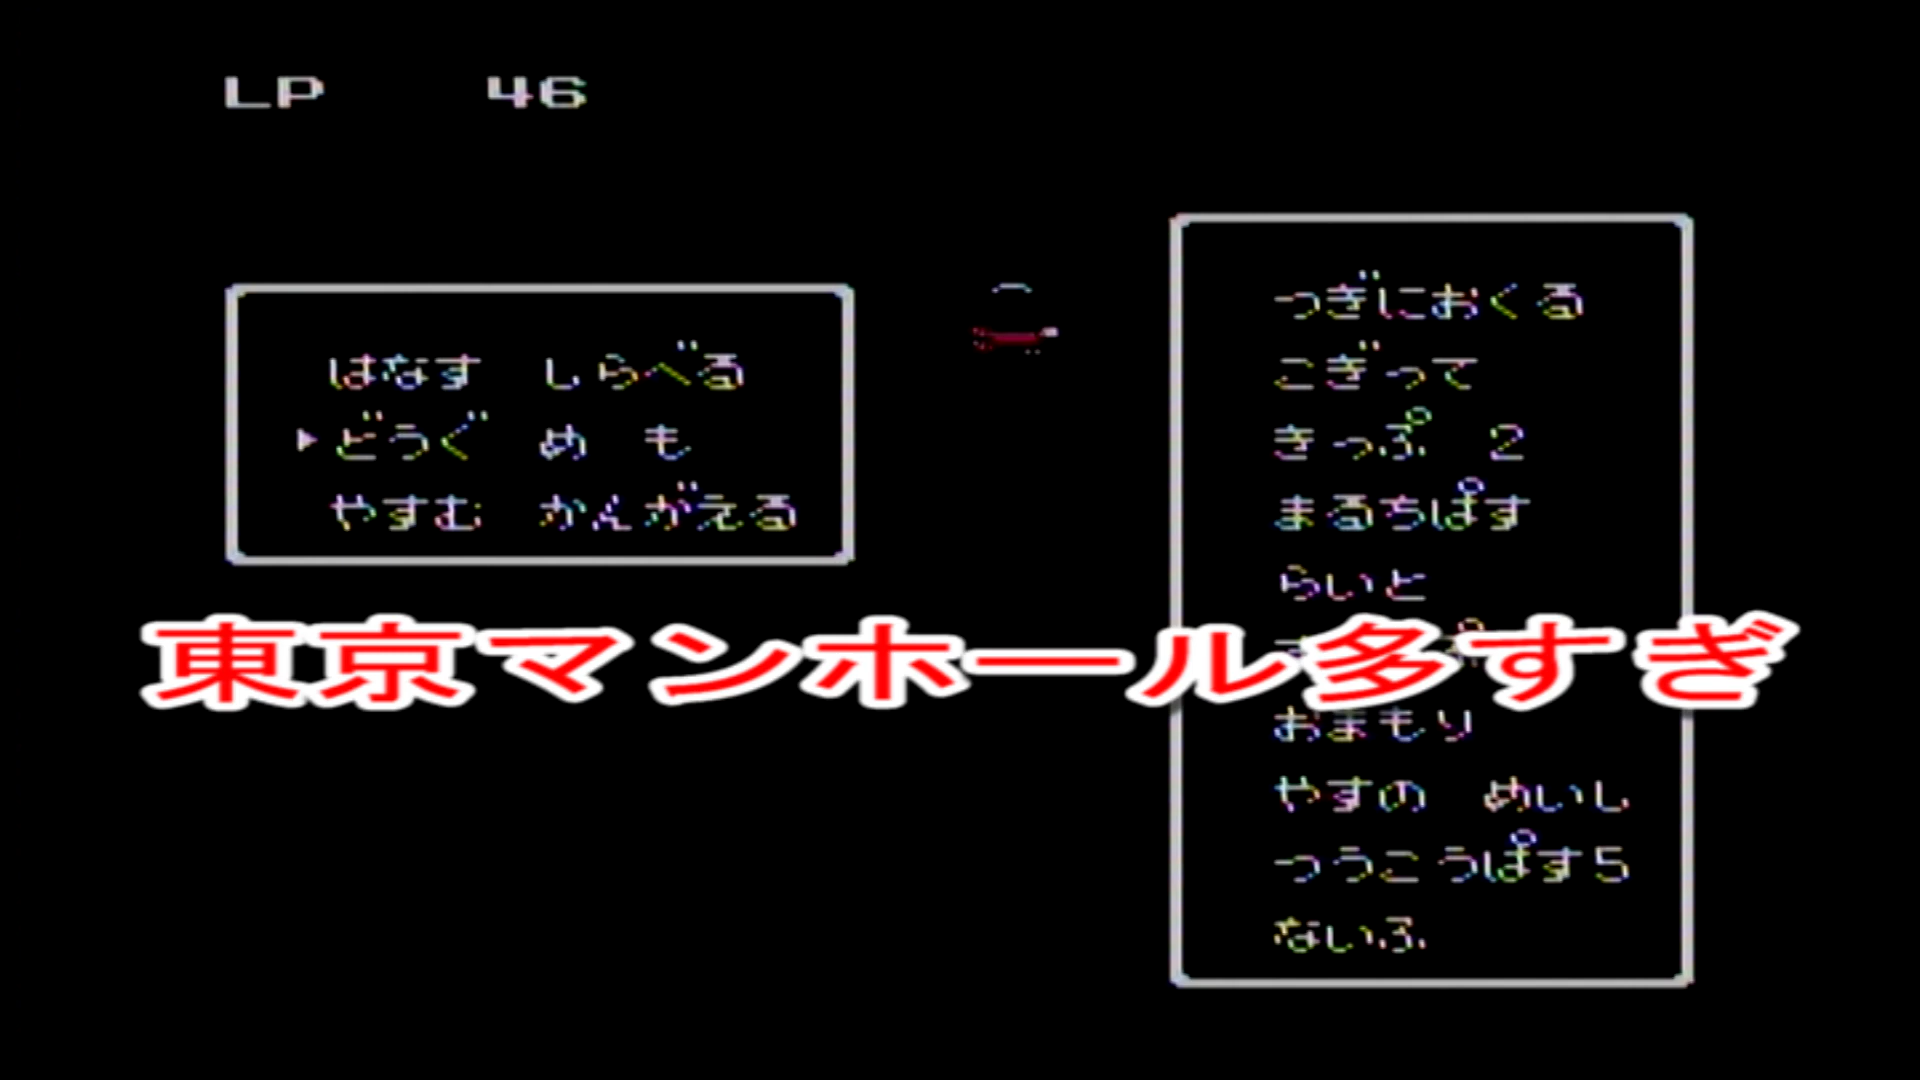 LP 46
はなす しらべる
▶どうぐ め も
やすむ かんがえる
つぎにおくる
こぎって
きっぷ 2
まるちぱす
らいと
おまもり
やすの めいし
つうこうぱす5
ないふ
東京マンホール多すぎ